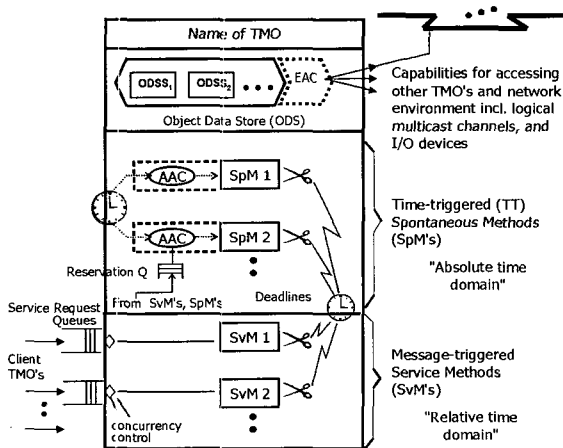 Name of TMO
ODSS1
ODSS2
EAC
Object Data Store (ODS)
Capabilities for accessing
other TMO's and network
environment incl. logical
multicast channels, and
I/O devices
AAC
SpM 1
AAC
SpM 2
Reservation Q
From SvM's, SpM's
Deadlines
Time-triggered (TT)
Spontaneous Methods
(SpM's)
"Absolute time
domain"
Service Request
Queues
Client
TMO's
SvM 1
SvM 2
concurrency
control
Message-triggered
Service Methods
(SvM's)
"Relative time
domain"